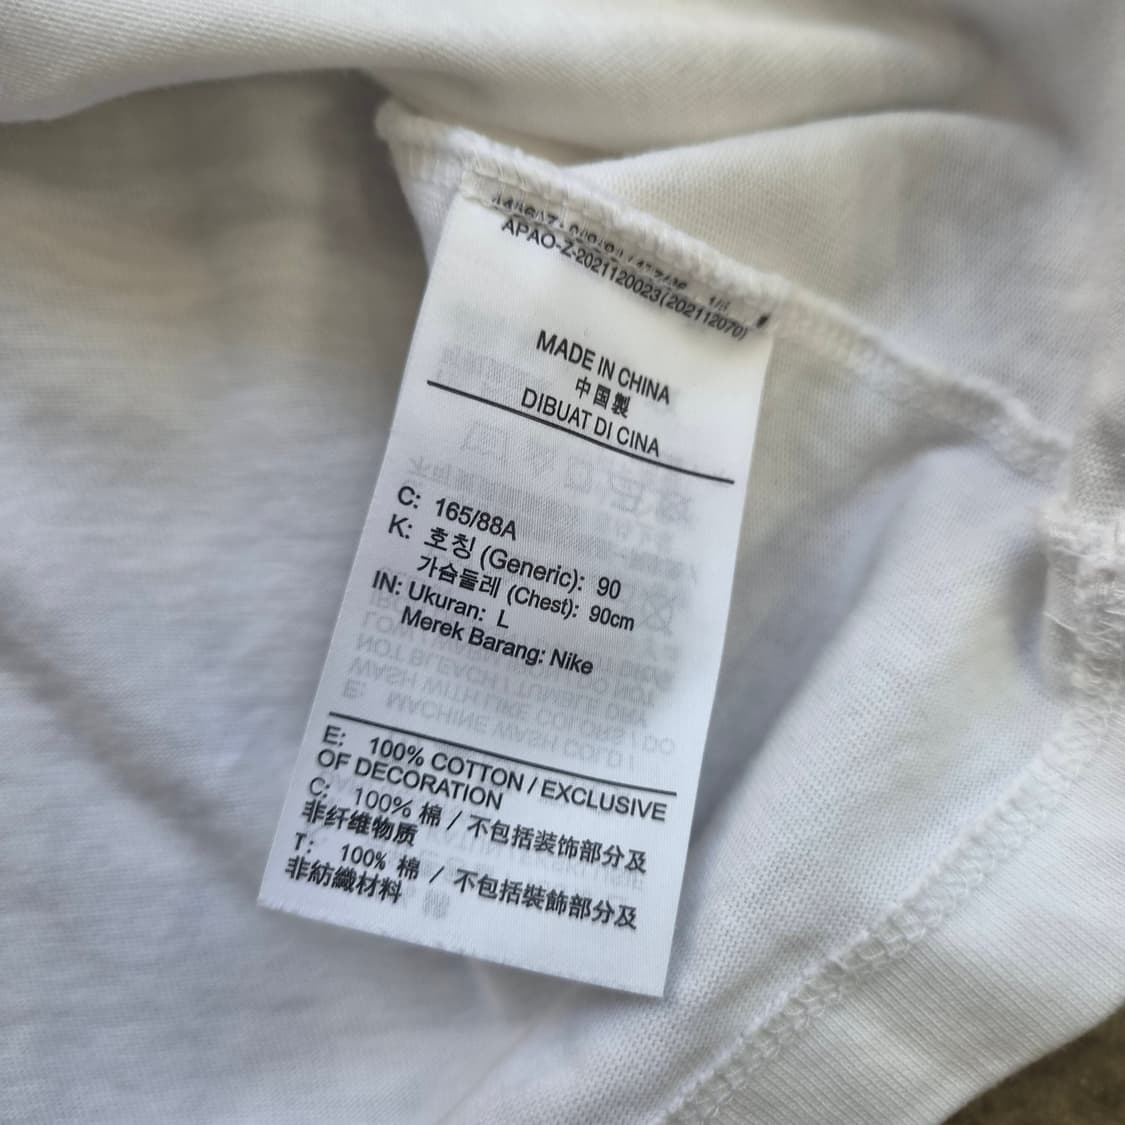 APAO-Z-2021120023(202112070)
MADE IN CHINA
中国製
DIBUAT DI CINA
C: 165/88A
K: 호칭 (Generic): 90
가슴둘레 (Chest): 90cm
IN: Ukuran: L
Merek Barang: Nike
E: 100% COTTON / EXCLUSIVE
OF DECORATION
C: 100% 棉 / 不包括装饰部分及
非纤维物质
T: 100% 棉 / 不包括裝飾部分及
非紡織材料